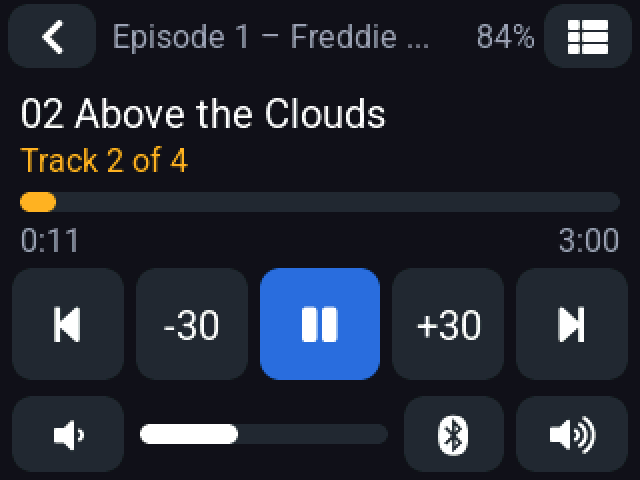 Episode 1 – Freddie ... 84%
02 Above the Clouds
Track 2 of 4
0:11 3:00
-30 +30